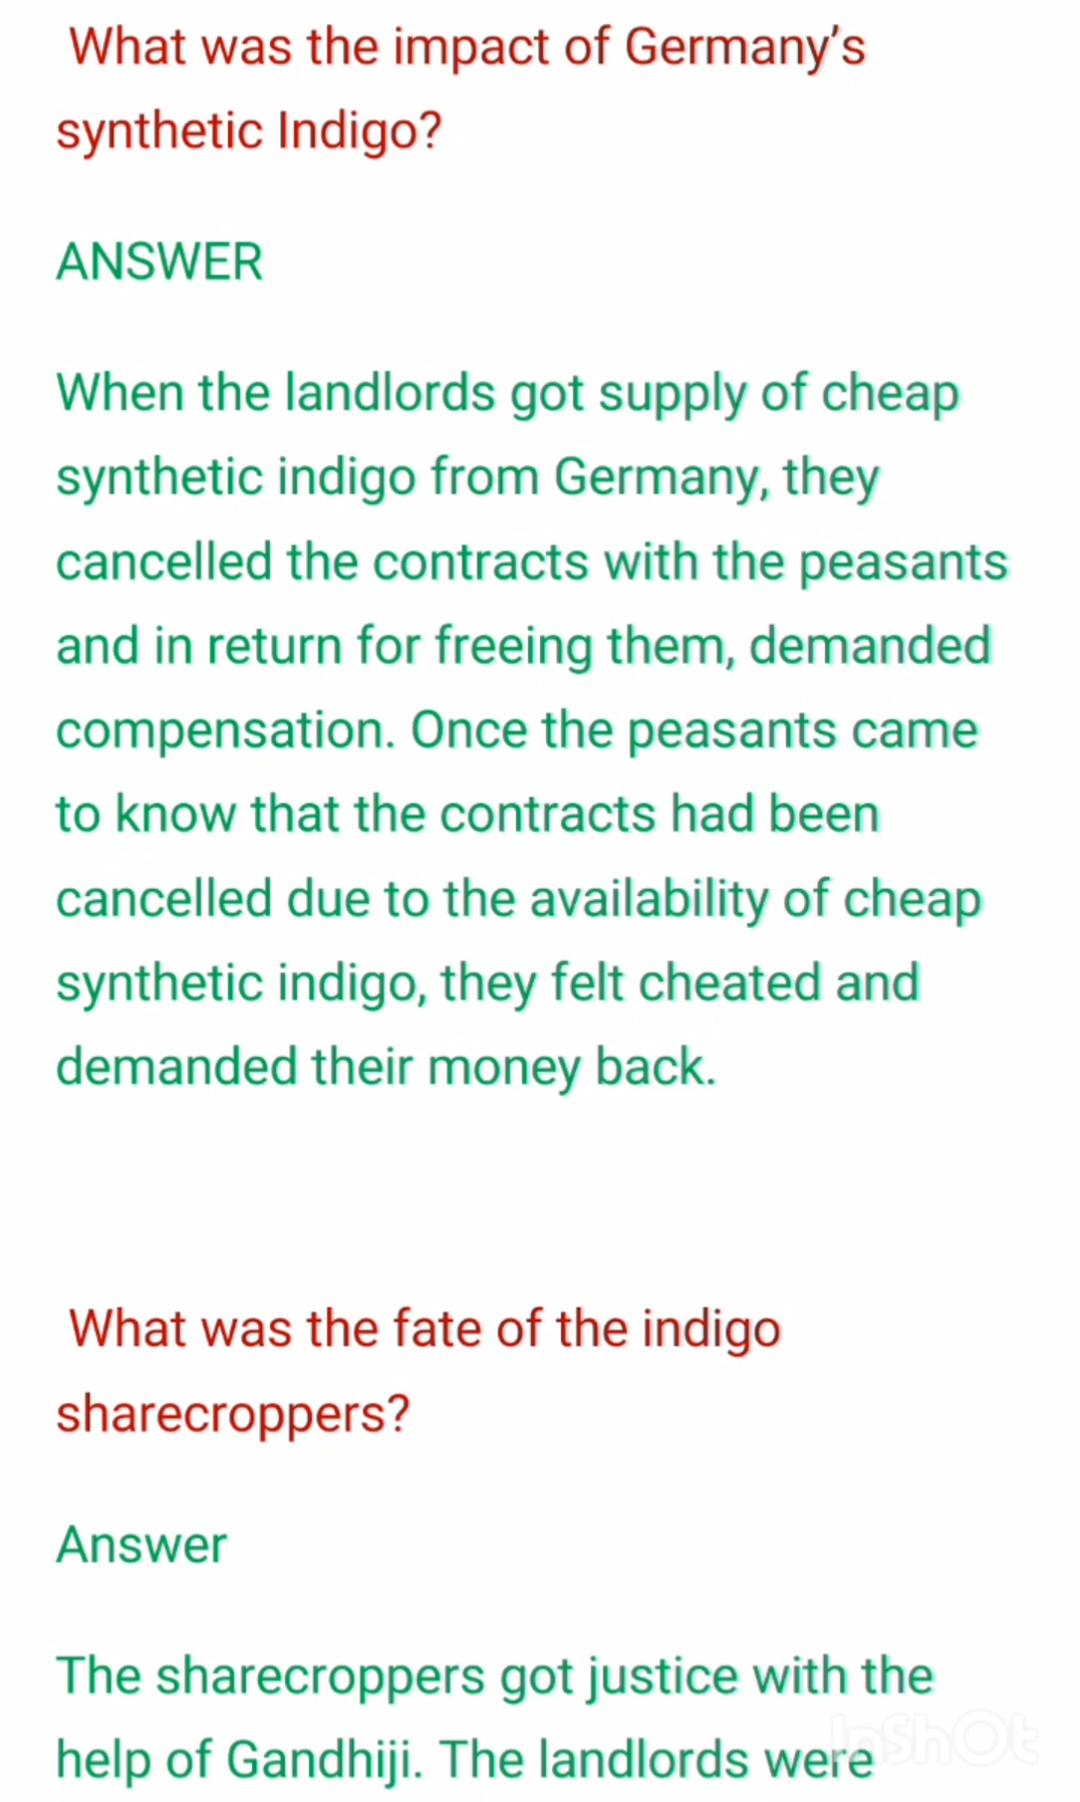 What was the impact of Germany's
synthetic Indigo?
ANSWER
When the landlords got supply of cheap
synthetic indigo from Germany, they
cancelled the contracts with the peasants
and in return for freeing them, demanded
compensation. Once the peasants came
to know that the contracts had been
cancelled due to the availability of cheap
synthetic indigo, they felt cheated and
demanded their money back.
What was the fate of the indigo
sharecroppers?
Answer
The sharecroppers got justice with the
help of Gandhiji. The landlords were
InShOt